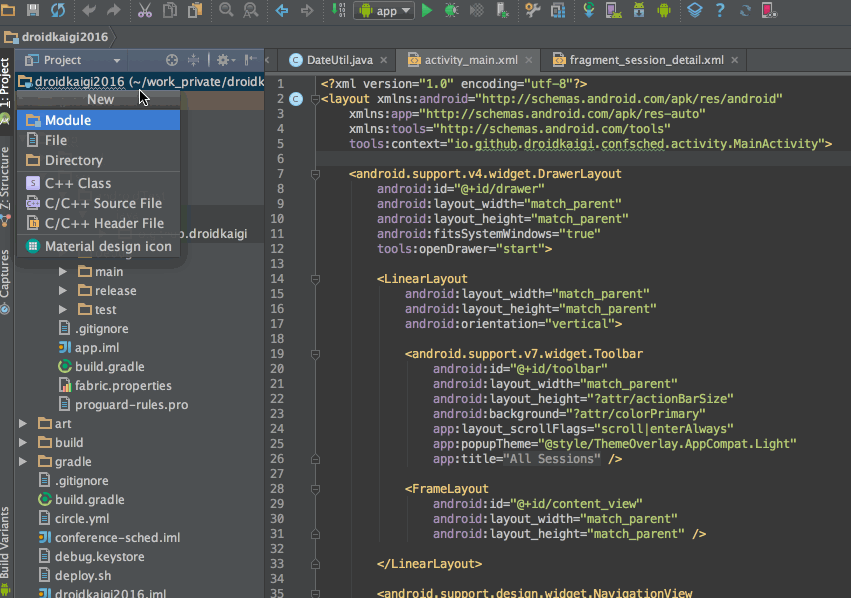 app
droidkaigi2016
1: Project
Z: Structure
Captures
Build Variants
Project
droidkaigi2016 (~/work_private/droidk
New
Module
File
Directory
C++ Class
C/C++ Source File
C/C++ Header File
Material design icon
o.droidkaigi
main
release
test
.gitignore
app.iml
build.gradle
fabric.properties
proguard-rules.pro
art
build
gradle
.gitignore
build.gradle
circle.yml
conference-sched.iml
debug.keystore
deploy.sh
droidkaigi2016.iml
DateUtil.java
activity_main.xml
fragment_session_detail.xml
1 <?xml version="1.0" encoding="utf-8"?>
2 <layout xmlns:android="http://schemas.android.com/apk/res/android"
3 xmlns:app="http://schemas.android.com/apk/res-auto"
4 xmlns:tools="http://schemas.android.com/tools"
5 tools:context="io.github.droidkaigi.confsched.activity.MainActivity">
6
7 <android.support.v4.widget.DrawerLayout
8 android:id="@+id/drawer"
9 android:layout_width="match_parent"
10 android:layout_height="match_parent"
11 android:fitsSystemWindows="true"
12 tools:openDrawer="start">
13
14 <LinearLayout
15 android:layout_width="match_parent"
16 android:layout_height="match_parent"
17 android:orientation="vertical">
18
19 <android.support.v7.widget.Toolbar
20 android:id="@+id/toolbar"
21 android:layout_width="match_parent"
22 android:layout_height="?attr/actionBarSize"
23 android:background="?attr/colorPrimary"
24 app:layout_scrollFlags="scroll|enterAlways"
25 app:popupTheme="@style/ThemeOverlay.AppCompat.Light"
26 app:title="All Sessions" />
27
28 <FrameLayout
29 android:id="@+id/content_view"
30 android:layout_width="match_parent"
31 android:layout_height="match_parent" />
32
33 </LinearLayout>
34
35 <android.support.design.widget.NavigationView